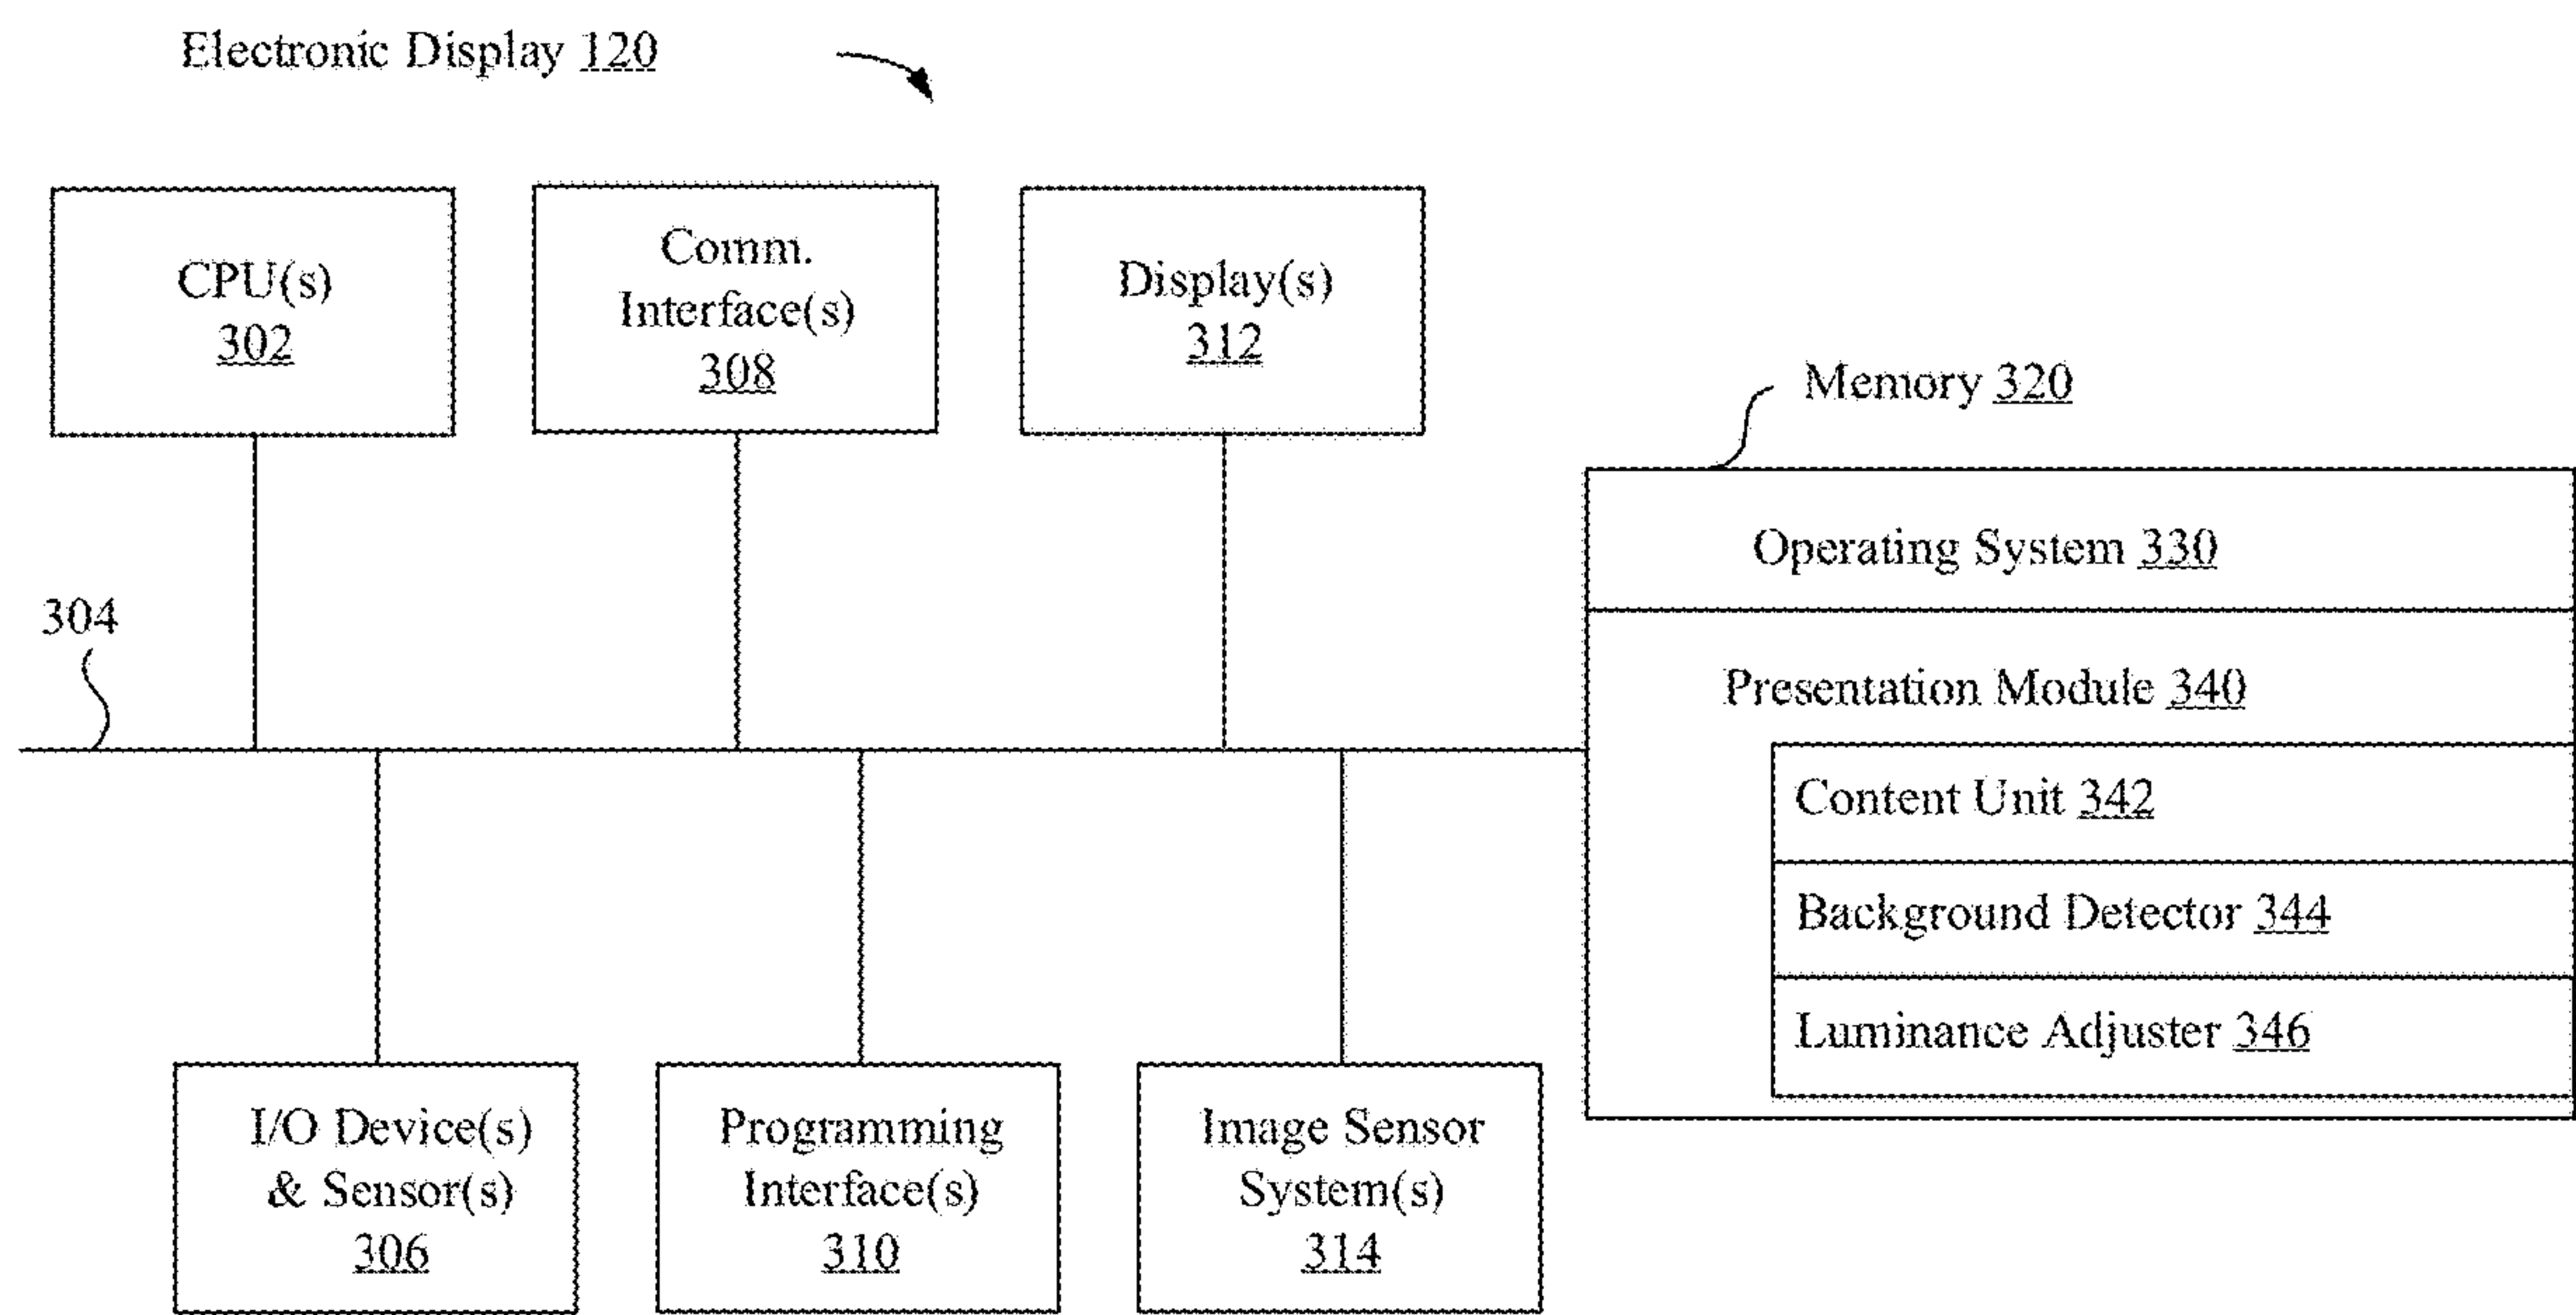 Electronic Display 120
CPU(s)
302
Comm.
Interface(s)
308
Display(s)
312
Memory 320
Operating System 330
Presentation Module 340
Content Unit 342
Background Detector 344
Luminance Adjuster 346
304
I/O Device(s)
& Sensor(s)
306
Programming
Interface(s)
310
Image Sensor
System(s)
314